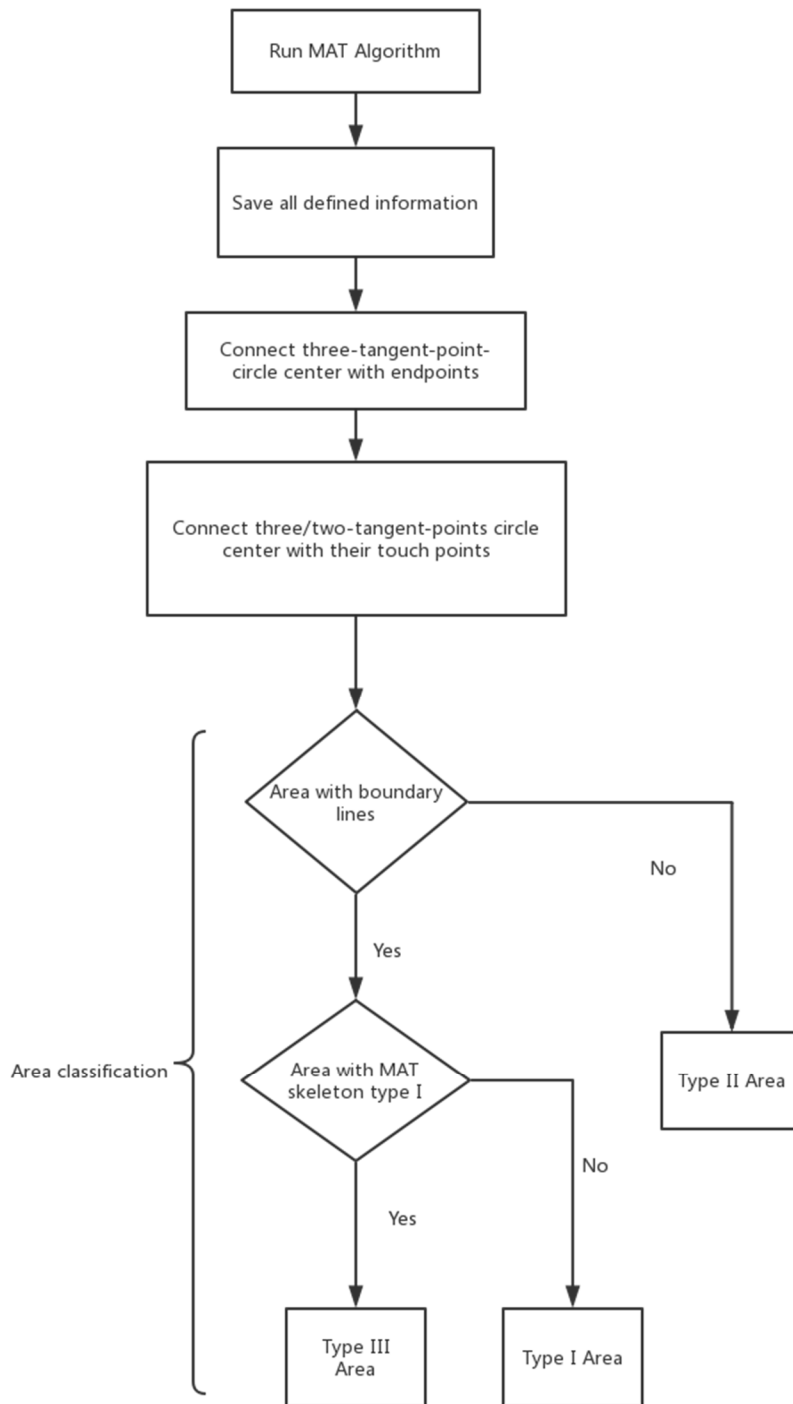 Run MAT Algorithm
Save all defined information
Connect three-tangent-point-
circle center with endpoints
Connect three/two-tangent-points circle
center with their touch points
Area with boundary
lines
No
Yes
Area classification
Area with MAT
skeleton type I
Type II Area
No
Yes
Type III
Area
Type I Area